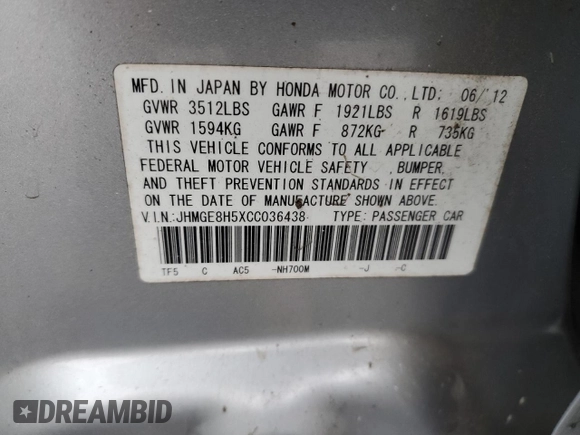 MFD. IN JAPAN BY HONDA MOTOR CO.,LTD: 06/'12
GVWR 3512LBS GAWR F 1921LBS R 1619LBS
GVWR 1594KG GAWR F 872KG R 735KG
THIS VEHICLE CONFORMS TO ALL APPLICABLE
FEDERAL MOTOR VEHICLE SAFETY , BUMPER,
AND THEFT PREVENTION STANDARDS IN EFFECT
ON THE DATE OF MANUFACTURE SHOWN ABOVE.
V.I.N.:JHMGE8H5XCC036438 TYPE: PASSENGER CAR
TF5 C AC5 -NH700M -J -C
DREAMBID